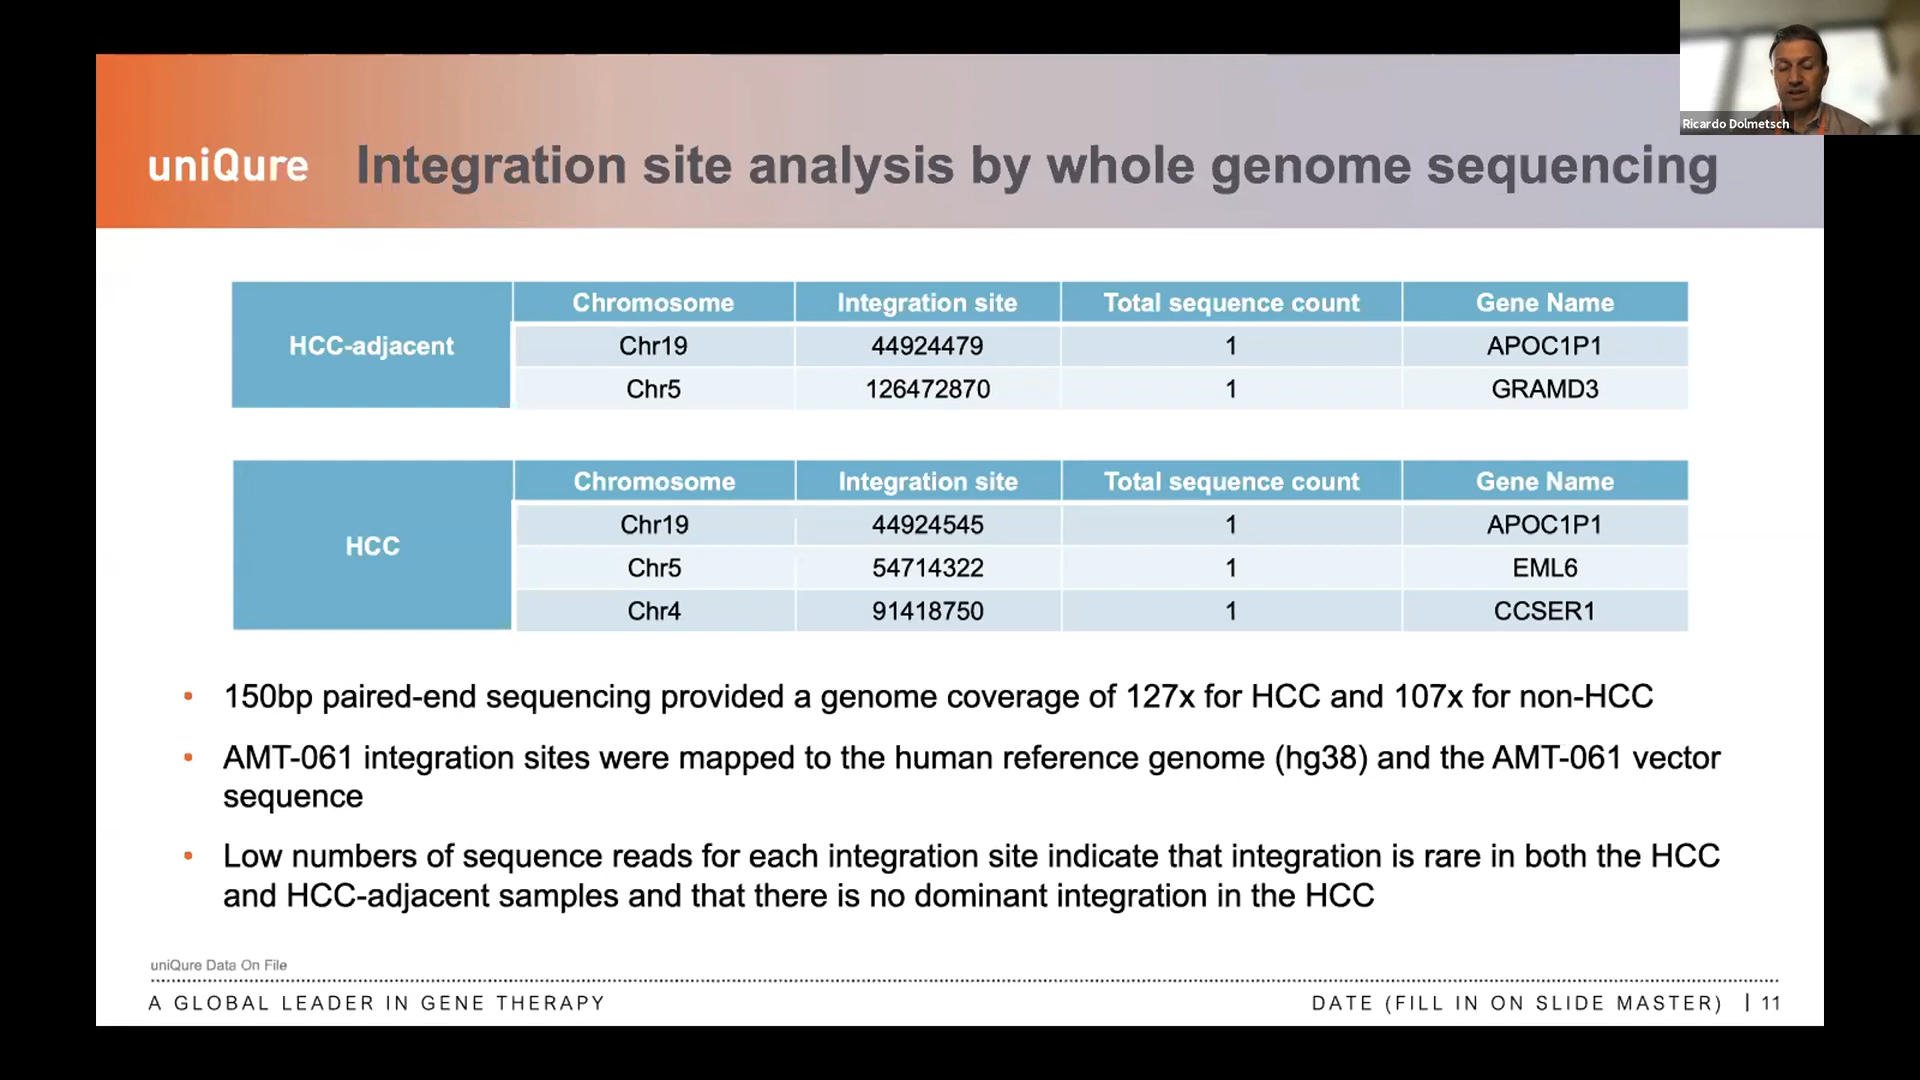 Ricardo Dolmetsch
uniQure Integration site analysis by whole genome sequencing
HCC-adjacent
Chromosome Integration site Total sequence count Gene Name
Chr19 44924479 1 APOC1P1
Chr5 126472870 1 GRAMD3
HCC
Chromosome Integration site Total sequence count Gene Name
Chr19 44924545 1 APOC1P1
Chr5 54714322 1 EML6
Chr4 91418750 1 CCSER1
• 150bp paired-end sequencing provided a genome coverage of 127x for HCC and 107x for non-HCC
• AMT-061 integration sites were mapped to the human reference genome (hg38) and the AMT-061 vector
sequence
• Low numbers of sequence reads for each integration site indicate that integration is rare in both the HCC
and HCC-adjacent samples and that there is no dominant integration in the HCC
uniQure Data On File
A GLOBAL LEADER IN GENE THERAPY
DATE (FILL IN ON SLIDE MASTER) | 11